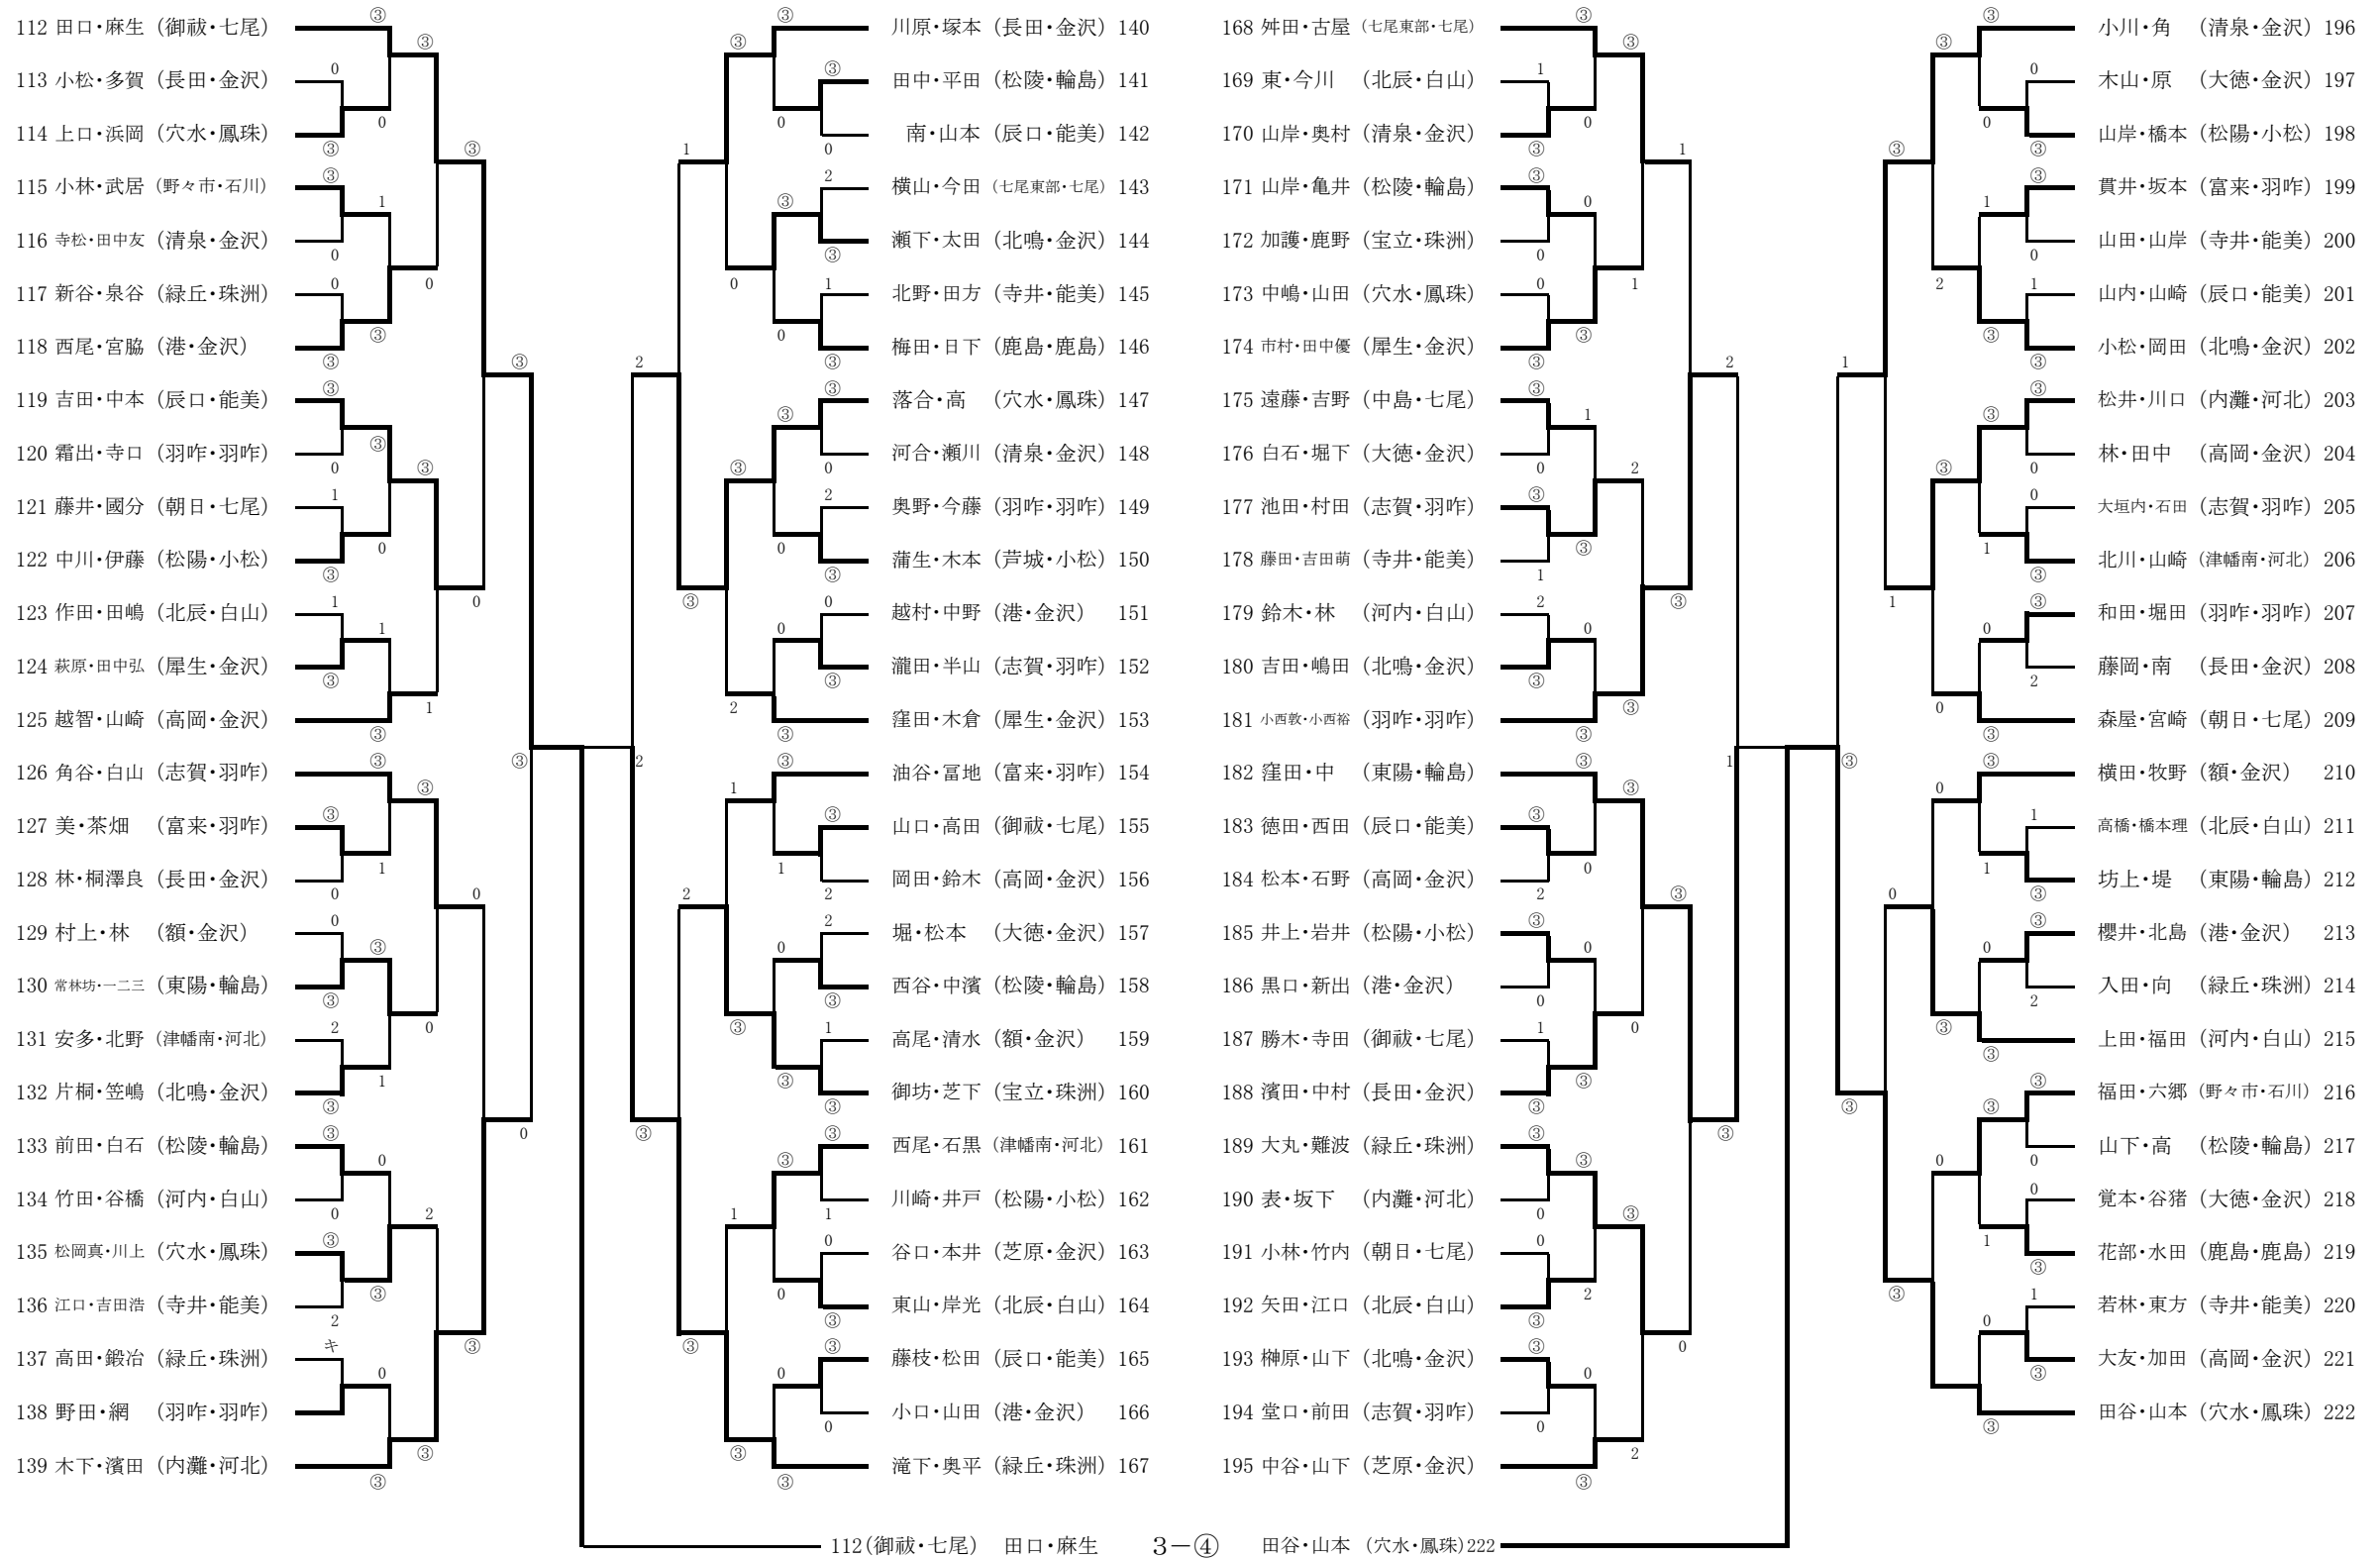 112 田口・麻生 (御祓・七尾)
113 小松・多賀 (長田・金沢)
114 上口・浜岡 (穴水・鳳珠)
115 小林・武居 (野々市・石川)
116 寺松・田中友 (清泉・金沢)
117 新谷・泉谷 (緑丘・珠洲)
118 西尾・宮脇 (港・金沢)
119 吉田・中本 (辰口・能美)
120 霜出・寺口 (羽咋・羽咋)
121 藤井・國分 (朝日・七尾)
122 中川・伊藤 (松陽・小松)
123 作田・田嶋 (北辰・白山)
124 萩原・田中弘 (犀生・金沢)
125 越智・山崎 (高岡・金沢)
126 角谷・白山 (志賀・羽咋)
127 美・茶畑 (富来・羽咋)
128 林・桐澤良 (長田・金沢)
129 村上・林 (額・金沢)
130 常林坊・一二三 (東陽・輪島)
131 安多・北野 (津幡南・河北)
132 片桐・笠嶋 (北鳴・金沢)
133 前田・白石 (松陵・輪島)
134 竹田・谷橋 (河内・白山)
135 松岡真・川上 (穴水・鳳珠)
136 江口・吉田浩 (寺井・能美)
137 高田・鍛冶 (緑丘・珠洲)
キ
138 野田・網 (羽咋・羽咋)
139 木下・濱田 (内灘・河北)
川原・塚本 (長田・金沢) 140
田中・平田 (松陵・輪島) 141
南・山本 (辰口・能美) 142
横山・今田 (七尾東部・七尾) 143
瀬下・太田 (北鳴・金沢) 144
北野・田方 (寺井・能美) 145
梅田・日下 (鹿島・鹿島) 146
落合・高 (穴水・鳳珠) 147
河合・瀬川 (清泉・金沢) 148
奥野・今藤 (羽咋・羽咋) 149
蒲生・木本 (芦城・小松) 150
越村・中野 (港・金沢) 151
瀧田・半山 (志賀・羽咋) 152
窪田・木倉 (犀生・金沢) 153
油谷・冨地 (富来・羽咋) 154
山口・高田 (御祓・七尾) 155
岡田・鈴木 (高岡・金沢) 156
堀・松本 (大徳・金沢) 157
西谷・中濱 (松陵・輪島) 158
高尾・清水 (額・金沢) 159
御坊・芝下 (宝立・珠洲) 160
西尾・石黒 (津幡南・河北) 161
川崎・井戸 (松陽・小松) 162
谷口・本井 (芝原・金沢) 163
東山・岸光 (北辰・白山) 164
藤枝・松田 (辰口・能美) 165
小口・山田 (港・金沢) 166
滝下・奥平 (緑丘・珠洲) 167
168 舛田・古屋 (七尾東部・七尾)
169 東・今川 (北辰・白山)
170 山岸・奥村 (清泉・金沢)
171 山岸・亀井 (松陵・輪島)
172 加護・鹿野 (宝立・珠洲)
173 中嶋・山田 (穴水・鳳珠)
174 市村・田中優 (犀生・金沢)
175 遠藤・吉野 (中島・七尾)
176 白石・堀下 (大徳・金沢)
177 池田・村田 (志賀・羽咋)
178 藤田・吉田萌 (寺井・能美)
179 鈴木・林 (河内・白山)
180 吉田・嶋田 (北鳴・金沢)
181 小西敦・小西裕 (羽咋・羽咋)
182 窪田・中 (東陽・輪島)
183 徳田・西田 (辰口・能美)
184 松本・石野 (高岡・金沢)
185 井上・岩井 (松陽・小松)
186 黒口・新出 (港・金沢)
187 勝木・寺田 (御祓・七尾)
188 濱田・中村 (長田・金沢)
189 大丸・難波 (緑丘・珠洲)
190 表・坂下 (内灘・河北)
191 小林・竹内 (朝日・七尾)
192 矢田・江口 (北辰・白山)
193 榊原・山下 (北鳴・金沢)
194 堂口・前田 (志賀・羽咋)
195 中谷・山下 (芝原・金沢)
小川・角 (清泉・金沢) 196
木山・原 (大徳・金沢) 197
山岸・橋本 (松陽・小松) 198
貫井・坂本 (富来・羽咋) 199
山田・山岸 (寺井・能美) 200
山内・山崎 (辰口・能美) 201
小松・岡田 (北鳴・金沢) 202
松井・川口 (内灘・河北) 203
林・田中 (高岡・金沢) 204
大垣内・石田 (志賀・羽咋) 205
北川・山崎 (津幡南・河北) 206
和田・堀田 (羽咋・羽咋) 207
藤岡・南 (長田・金沢) 208
森屋・宮崎 (朝日・七尾) 209
横田・牧野 (額・金沢) 210
高橋・橋本理 (北辰・白山) 211
坊上・堤 (東陽・輪島) 212
櫻井・北島 (港・金沢) 213
入田・向 (緑丘・珠洲) 214
上田・福田 (河内・白山) 215
福田・六郷 (野々市・石川) 216
山下・高 (松陵・輪島) 217
覚本・谷猪 (大徳・金沢) 218
花部・水田 (鹿島・鹿島) 219
若林・東方 (寺井・能美) 220
大友・加田 (高岡・金沢) 221
田谷・山本 (穴水・鳳珠) 222
112(御祓・七尾) 田口・麻生 3－④ 田谷・山本 (穴水・鳳珠)222